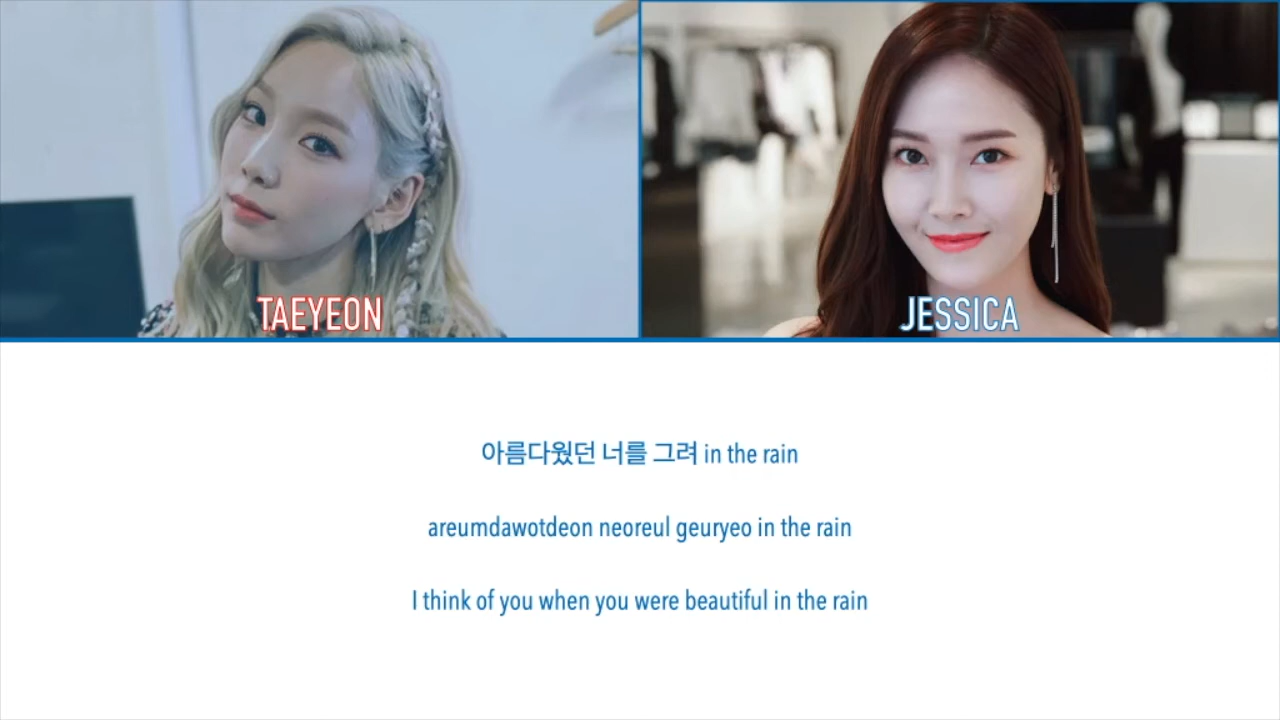 TAEYEON
JESSICA
아름다웠던 너를 그려 in the rain
areumdawotdeon neoreul geuryeo in the rain
I think of you when you were beautiful in the rain